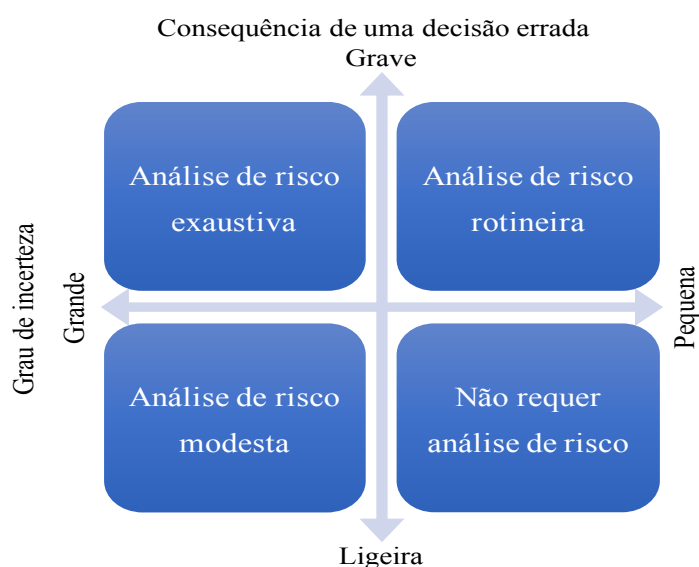 Consequência de uma decisão errada
Grave
Análise de risco
exaustiva
Análise de risco
rotineira
Grau de incerteza
Grande
Pequena
Análise de risco
modesta
Não requer
análise de risco
Ligeira